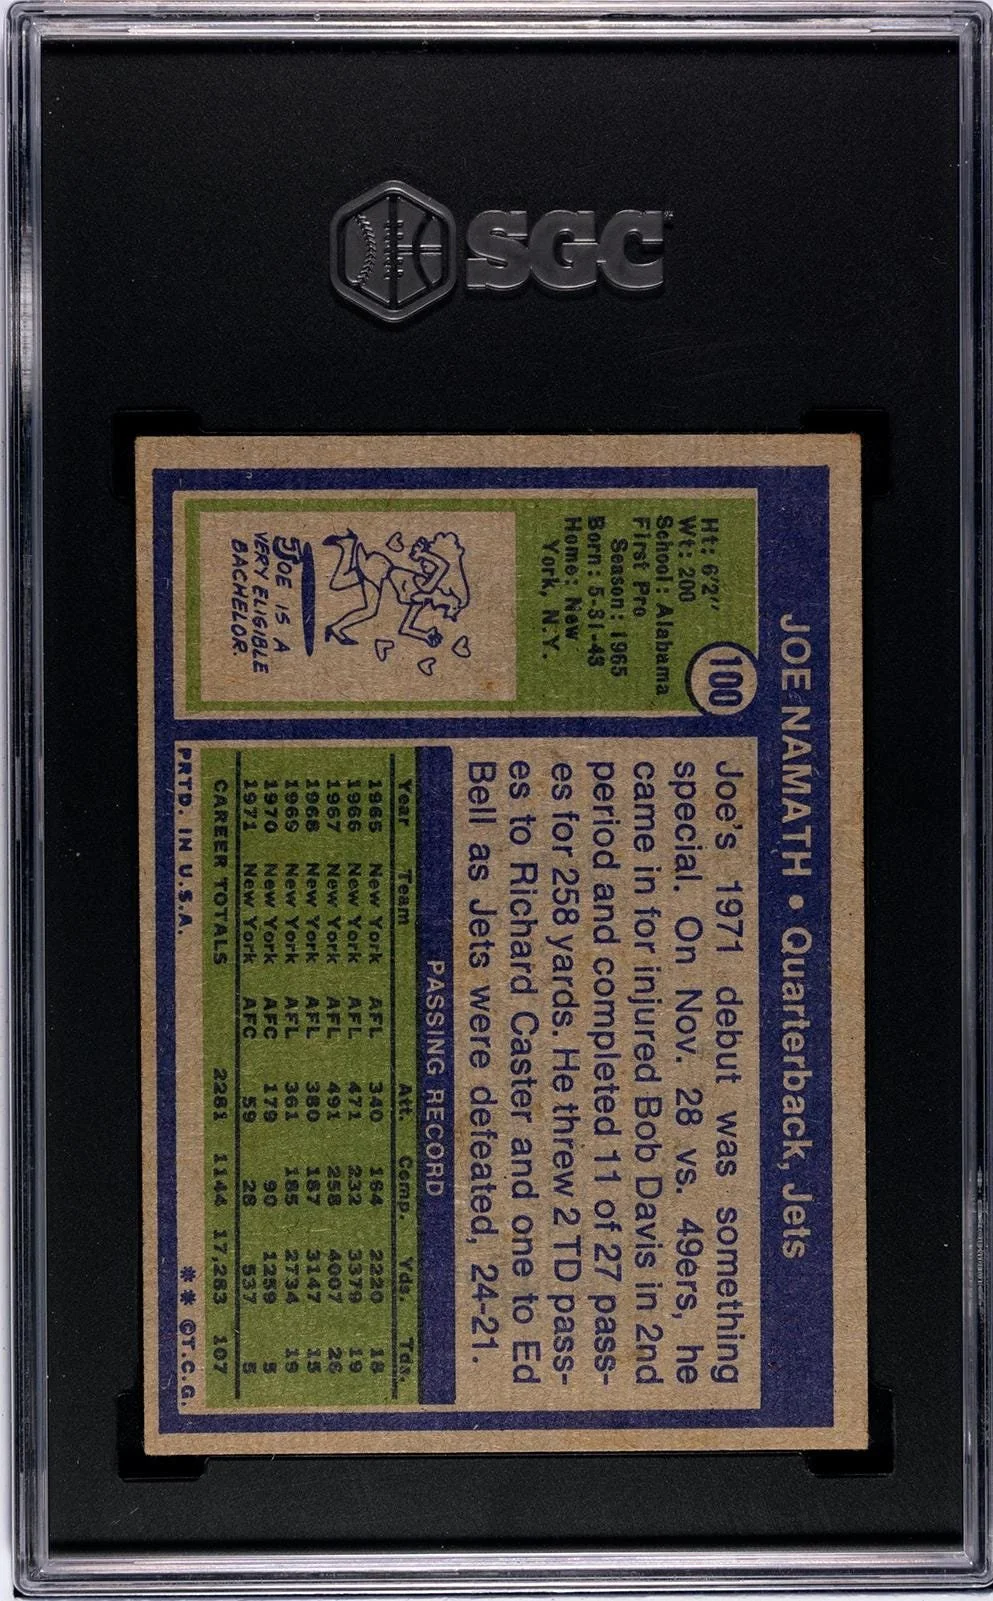 SGC
JOE NAMATH • Quarterback, Jets
100
Ht: 6'2"
Wt: 200
School: Alabama
First Pro
Season: 1965
Born: 5-31-43
Home: New
York, N.Y.
JOE IS A
VERY ELIGIBLE
BACHELOR.
Joe's 1971 debut was something
special. On Nov. 28 vs. 49ers, he
came in for injured Bob Davis in 2nd
period and completed 11 of 27 pass-
es for 258 yards. He threw 2 TD pass-
es to Richard Caster and one to Ed
Bell as Jets were defeated, 24-21.
PASSING RECORD
Year Team Att. Comp. Yds. Tds.
1965 New York AFL 340 164 2220 18
1966 New York AFL 471 232 3379 19
1967 New York AFL 491 258 4007 26
1968 New York AFL 380 187 3147 15
1969 New York AFL 361 185 2734 19
1970 New York AFC 179 90 1259 5
1971 New York AFC 59 28 537 5
CAREER TOTALS 2281 1144 17,283 107
PRTD. IN U.S.A. ** ©T.C.G.